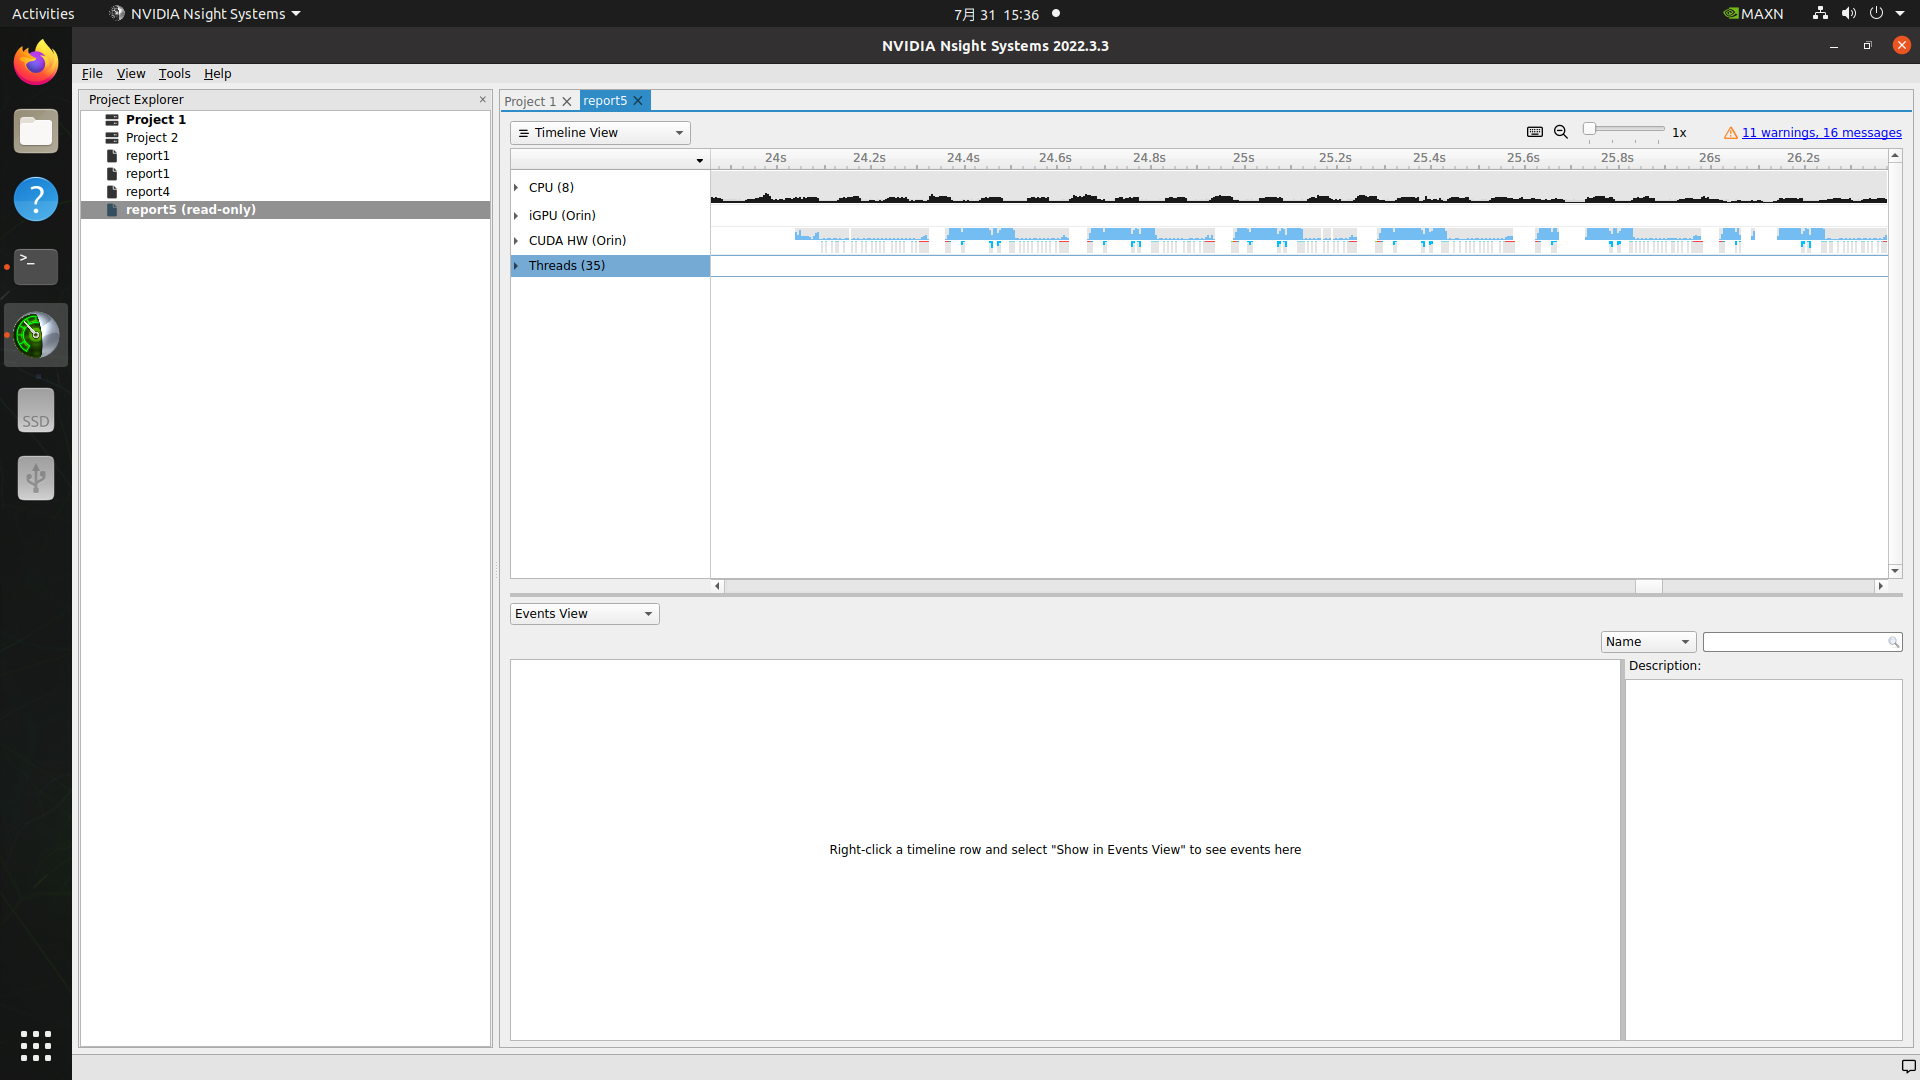 Activities
NVIDIA Nsight Systems
7月 31 15:36
MAXN
NVIDIA Nsight Systems 2022.3.3
File View Tools Help
Project Explorer
Project 1
Project 2
report1
report1
report4
report5 (read-only)
Project 1
report5
Timeline View
1x
11 warnings, 16 messages
24s 24.2s 24.4s 24.6s 24.8s 25s 25.2s 25.4s 25.6s 25.8s 26s 26.2s
CPU (8)
iGPU (Orin)
CUDA HW (Orin)
Threads (35)
Events View
Name
Description:
Right-click a timeline row and select "Show in Events View" to see events here
>_
?
SSD